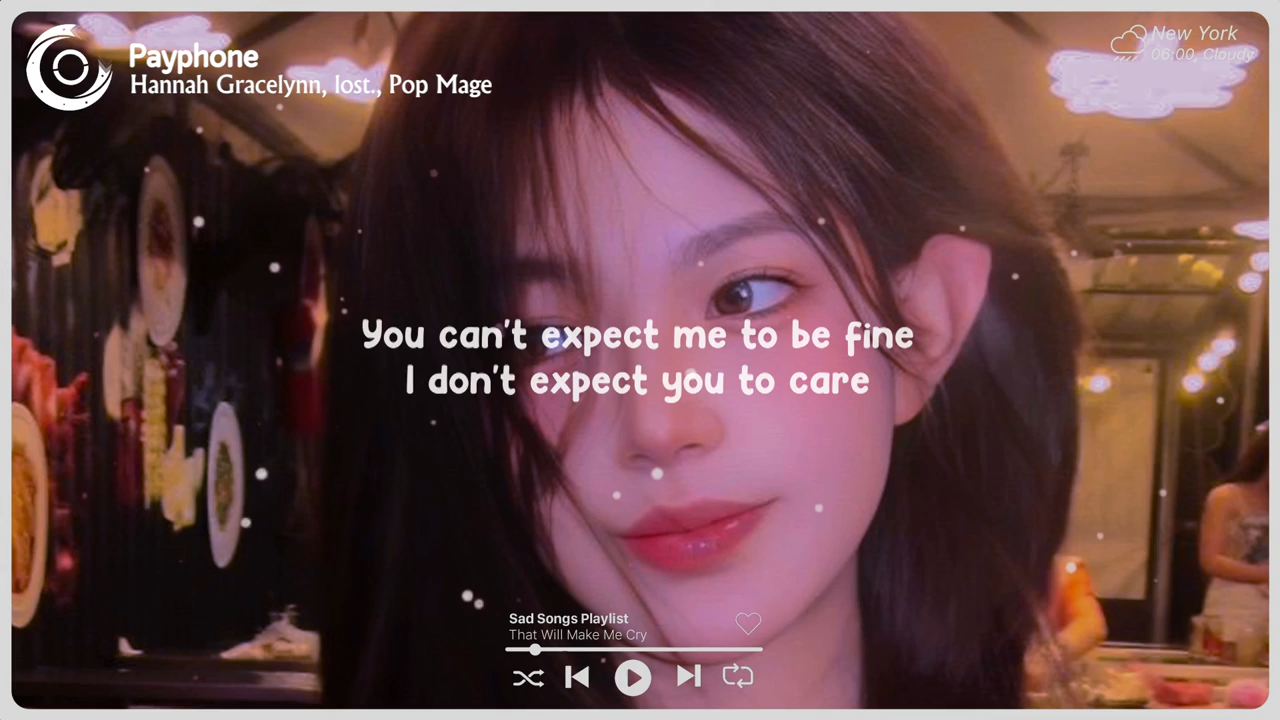 Payphone
Hannah Gracelynn, lost., Pop Mage
New York
06:00, Cloudy
You can't expect me to be fine
I don't expect you to care
Sad Songs Playlist
That Will Make Me Cry